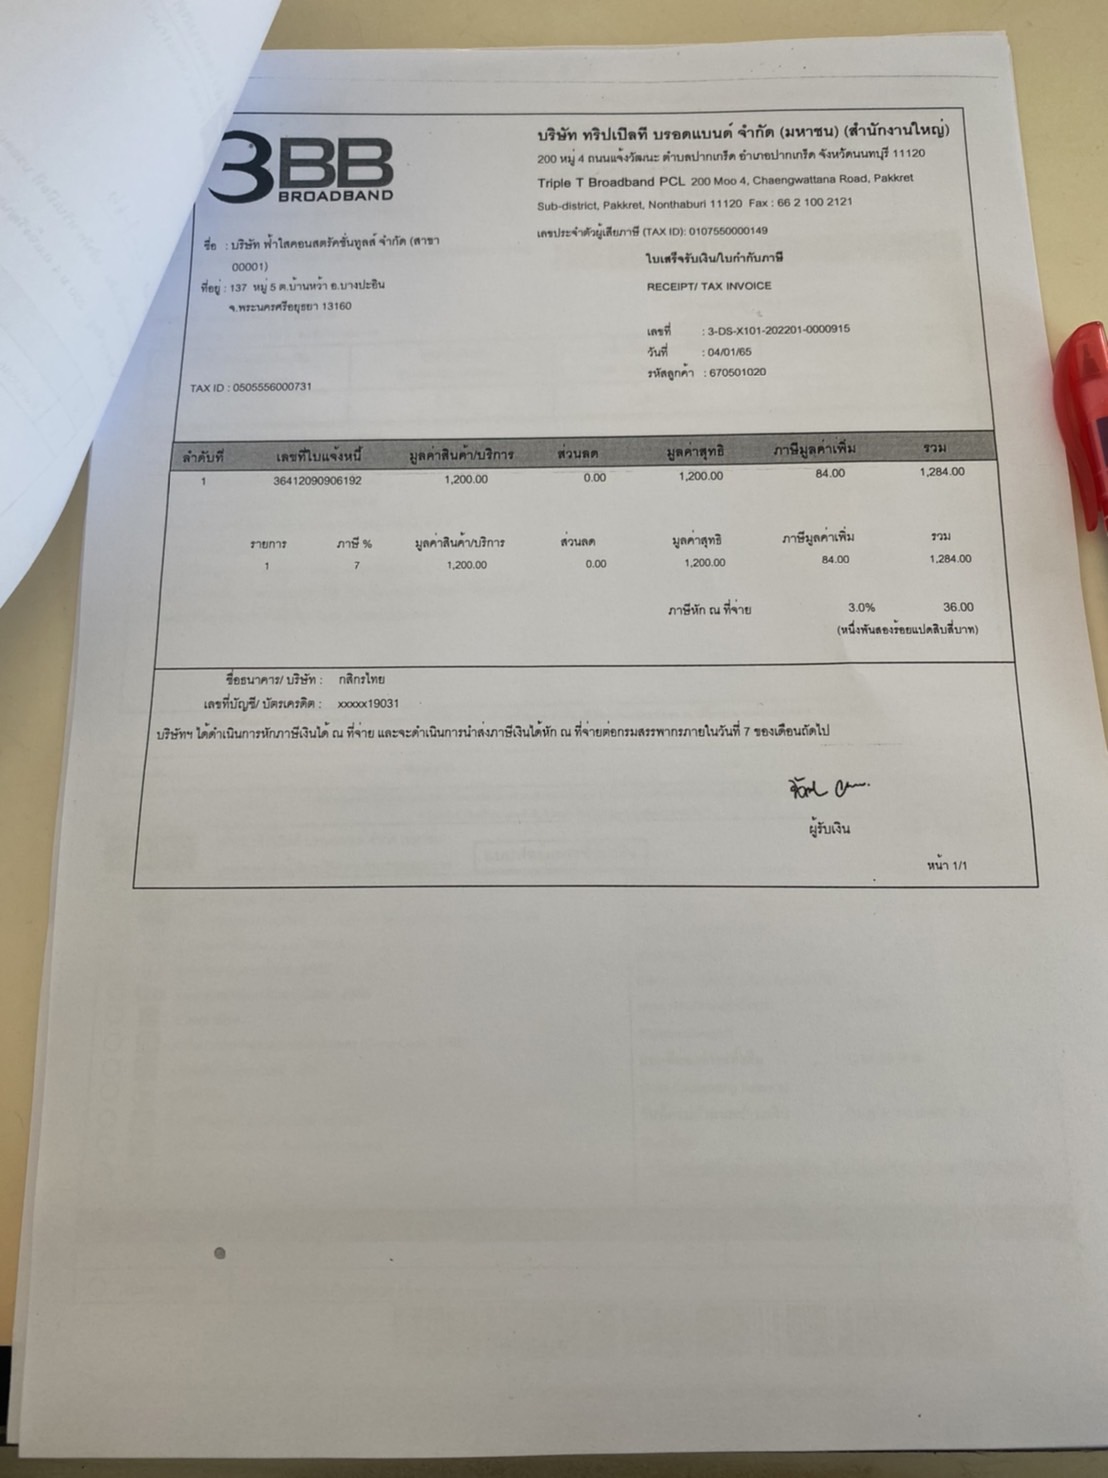 3BB
BROADBAND
บริษัท ทริปเปิลที บรอดแบนด์ จำกัด (มหาชน) (สำนักงานใหญ่)
200 หมู่ 4 ถนนแจ้งวัฒนะ ตำบลปากเกร็ด อำเภอปากเกร็ด จังหวัดนนทบุรี 11120
Triple T Broadband PCL 200 Moo 4, Chaengwattana Road, Pakkret
Sub-district, Pakkret, Nonthaburi 11120 Fax : 66 2 100 2121
เลขประจำตัวผู้เสียภาษี (TAX ID): 0107550000149
ชื่อ : บริษัท ฟ้าใสคอนสตรัคชั่นทูลส์ จำกัด (สาขา
00001)
ที่อยู่ : 137 หมู่ 5 ต.บ้านหว้า อ.บางปะอิน
จ.พระนครศรีอยุธยา 13160
TAX ID : 0505556000731
ใบเสร็จรับเงิน/ใบกำกับภาษี
RECEIPT/ TAX INVOICE
เลขที่ : 3-DS-X101-202201-0000915
วันที่ : 04/01/65
รหัสลูกค้า : 670501020
ลำดับที่ เลขที่ใบแจ้งหนี้ มูลค่าสินค้า/บริการ ส่วนลด มูลค่าสุทธิ ภาษีมูลค่าเพิ่ม รวม
1 36412090906192 1,200.00 0.00 1,200.00 84.00 1,284.00
รายการ ภาษี % มูลค่าสินค้า/บริการ ส่วนลด มูลค่าสุทธิ ภาษีมูลค่าเพิ่ม รวม
1 7 1,200.00 0.00 1,200.00 84.00 1,284.00
ภาษีหัก ณ ที่จ่าย 3.0% 36.00
(หนึ่งพันสองร้อยแปดสิบสี่บาท)
ชื่อธนาคาร/ บริษัท : กสิกรไทย
เลขที่บัญชี/ บัตรเครดิต : xxxxx19031
บริษัทฯ ได้ดำเนินการหักภาษีเงินได้ ณ ที่จ่าย และจะดำเนินการนำส่งภาษีเงินได้หัก ณ ที่จ่ายต่อกรมสรรพากรภายในวันที่ 7 ของเดือนถัดไป
ผู้รับเงิน
หน้า 1/1